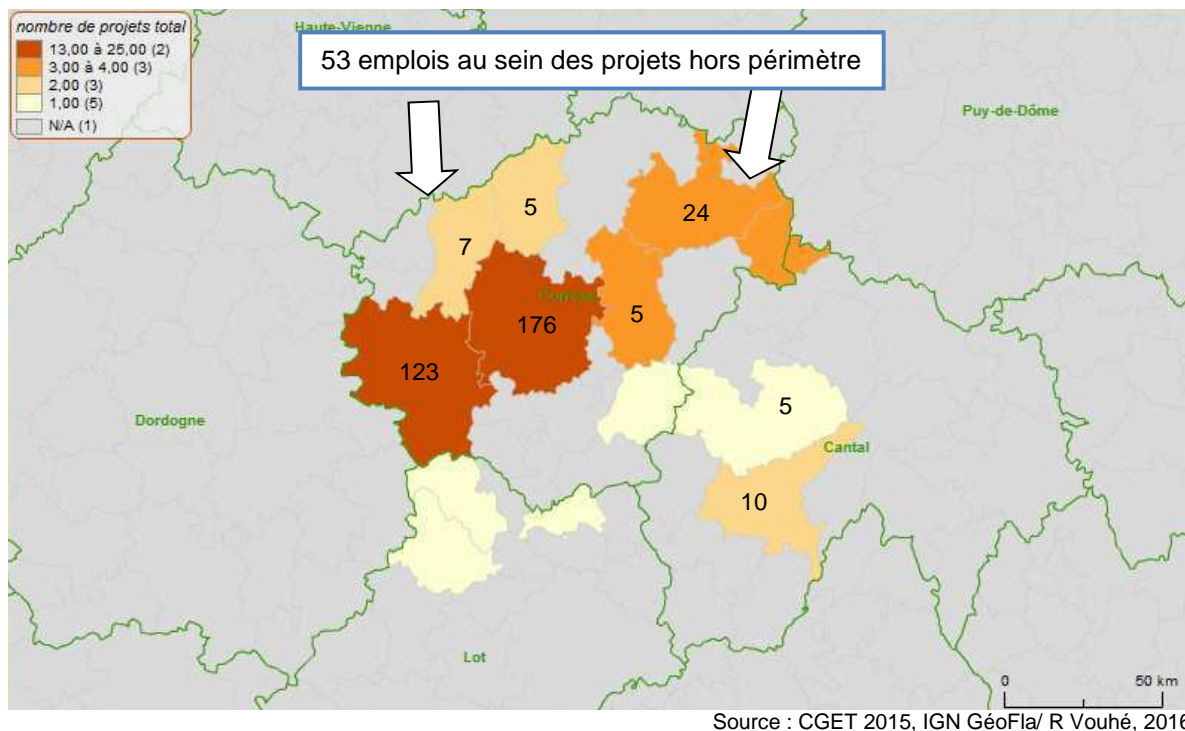 nombre de projets total
13,00 à 25,00 (2)
3,00 à 4,00 (3)
2,00 (3)
1,00 (5)
N/A (1)
Haute-Vienne
53 emplois au sein des projets hors périmètre
Puy-de-Dôme
5
7
24
Corrèze
176
5
123
Dordogne
5
Cantal
10
Lot
0 50 km
Source : CGET 2015, IGN GéoFla/ R Vouhé, 2016